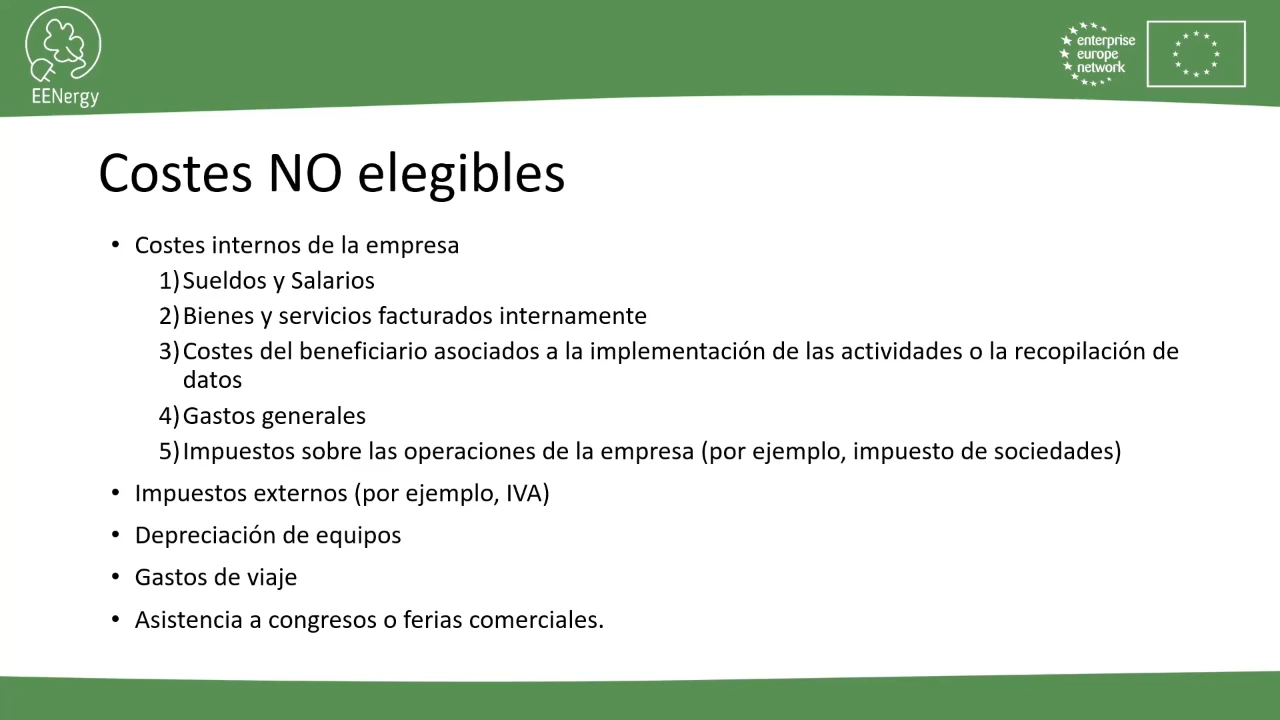 EENergy
enterprise
europe
network
Costes NO elegibles
• Costes internos de la empresa
1) Sueldos y Salarios
2) Bienes y servicios facturados internamente
3) Costes del beneficiario asociados a la implementación de las actividades o la recopilación de
datos
4) Gastos generales
5) Impuestos sobre las operaciones de la empresa (por ejemplo, impuesto de sociedades)
• Impuestos externos (por ejemplo, IVA)
• Depreciación de equipos
• Gastos de viaje
• Asistencia a congresos o ferias comerciales.